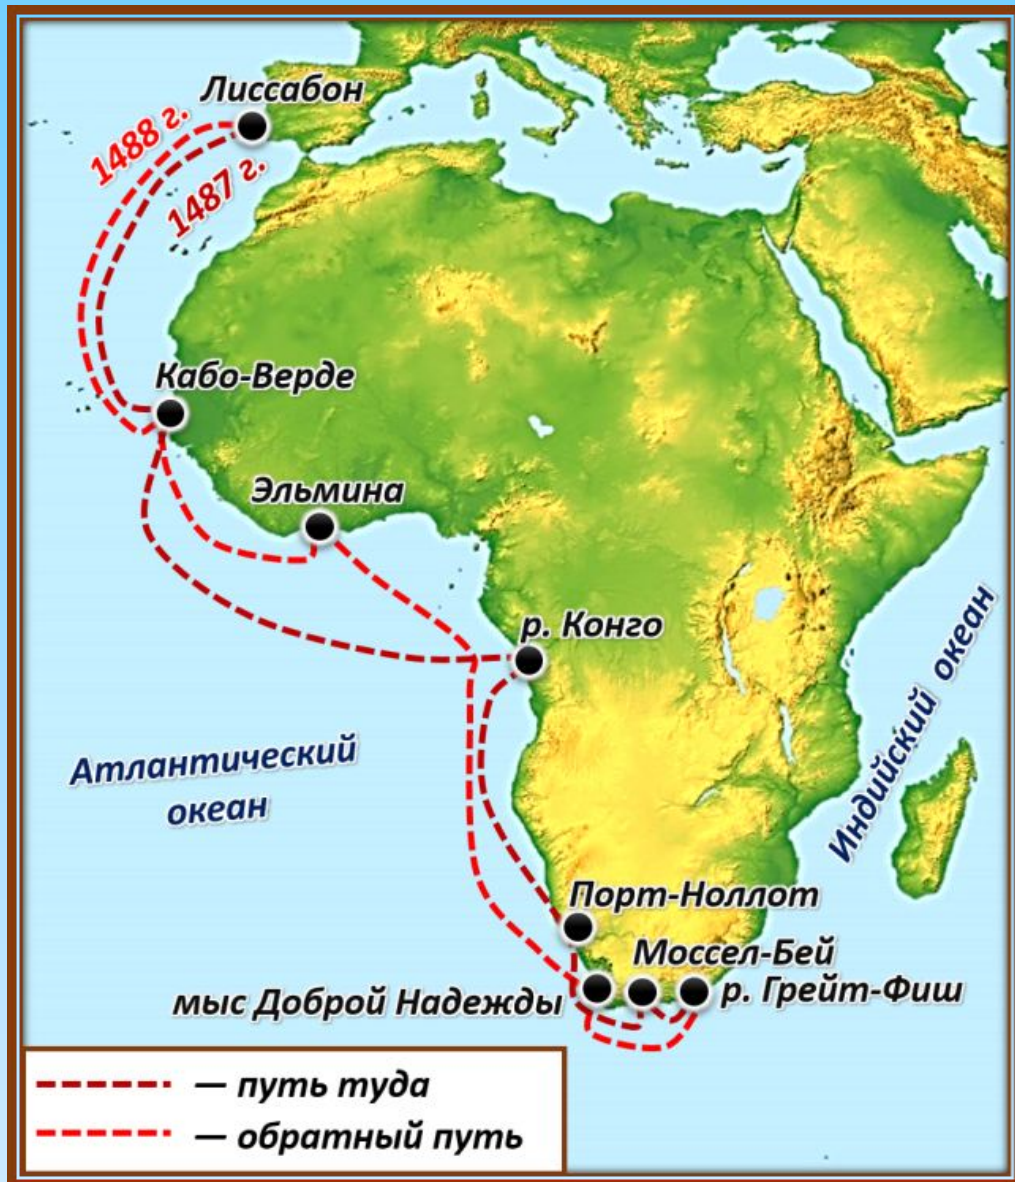 Лиссабон
1488 г.
1487 г.
Кабо-Верде
Эльмина
р. Конго
Атлантический
океан
Индийский океан
Порт-Ноллот
Моссел-Бей
мыс Доброй Надежды
р. Грейт-Фиш
— путь туда
— обратный путь